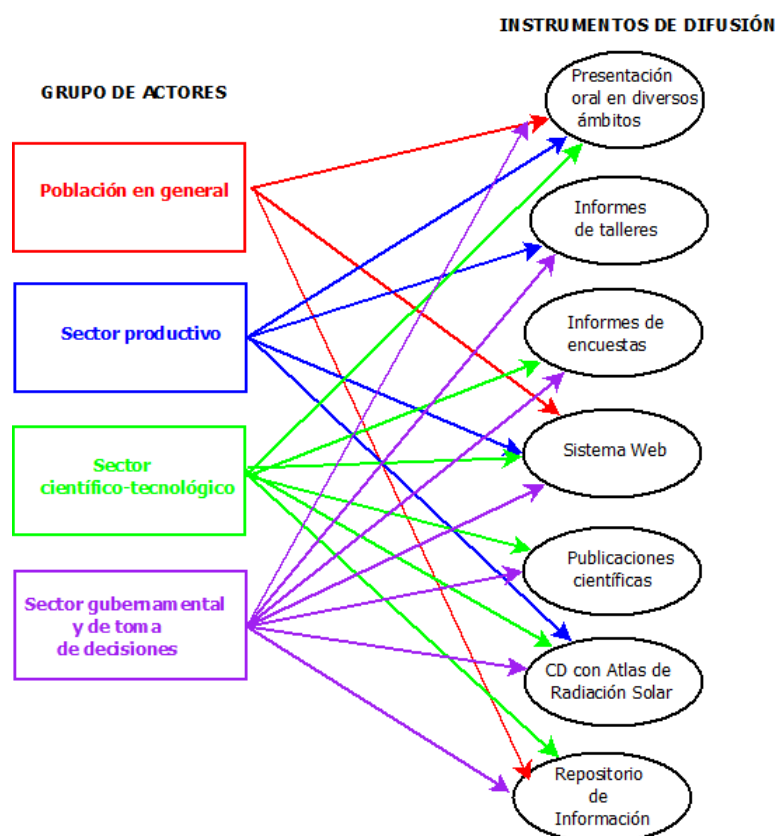 INSTRUMENTOS DE DIFUSIÓN
GRUPO DE ACTORES
Población en general
Sector productivo
Sector
científico-tecnológico
Sector gubernamental
y de toma
de decisiones
Presentación
oral en diversos
ámbitos
Informes
de talleres
Informes de
encuestas
Sistema Web
Publicaciones
científicas
CD con Atlas de
Radiación Solar
Repositorio
de
Información